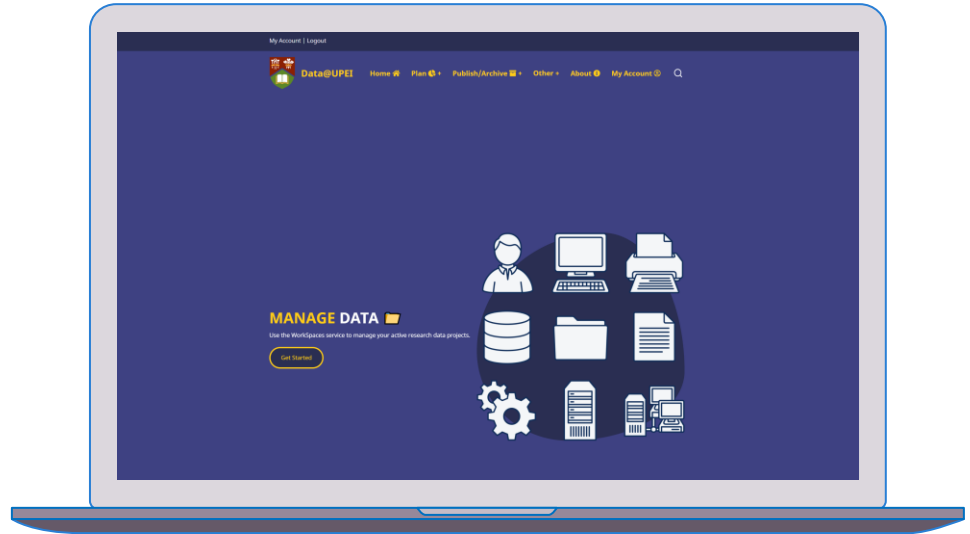 My Account | Logout
Data@UPEI Home Plan + Publish/Archive + Other + About My Account
MANAGE DATA
Use the WorkSpaces service to manage your active research data projects.
Get Started